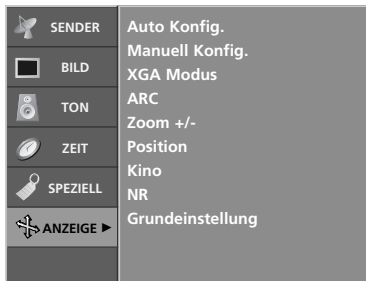 SENDER
BILD
TON
ZEIT
SPEZIELL
ANZEIGE ►
Auto Konfig.
Manuell Konfig.
XGA Modus
ARC
Zoom +/-
Position
Kino
NR
Grundeinstellung